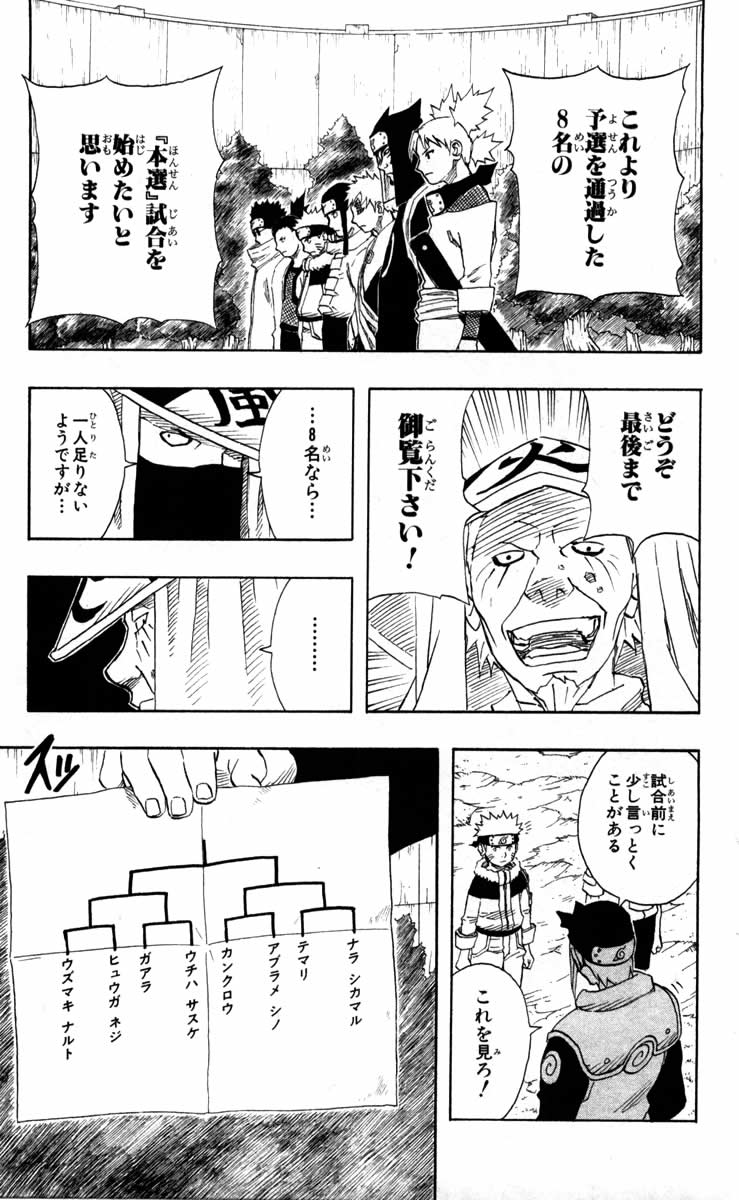 これより
予選を通過した
8名の
『本選』試合を
始めたいと
思います
どうぞ
最後まで
御覧下さい！
火
…8名なら…
一人足りない
ようですが…
風
………
試合前に
少し言っとく
ことがある
これを見ろ！
ズッ
ナラ シカマル
テマリ
アブラメ シノ
カンクロウ
ウチハ サスケ
ガアラ
ヒュウガ ネジ
ウズマキ ナルト